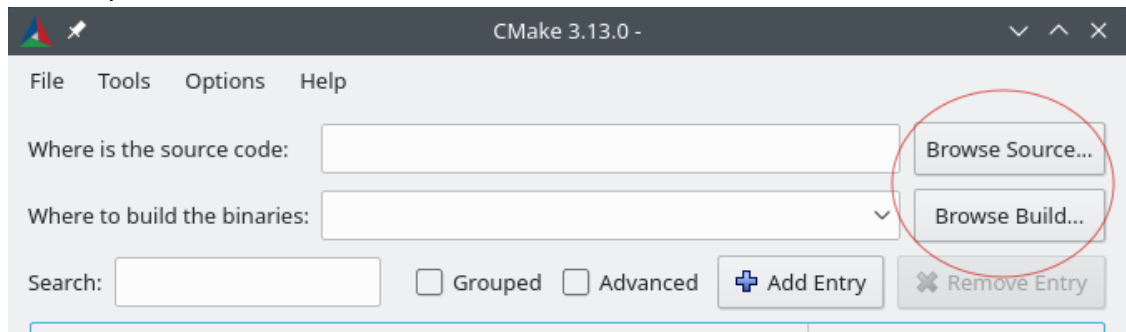 CMake 3.13.0 -
File Tools Options Help
Where is the source code: Browse Source...
Where to build the binaries: Browse Build...
Search: Grouped Advanced Add Entry Remove Entry